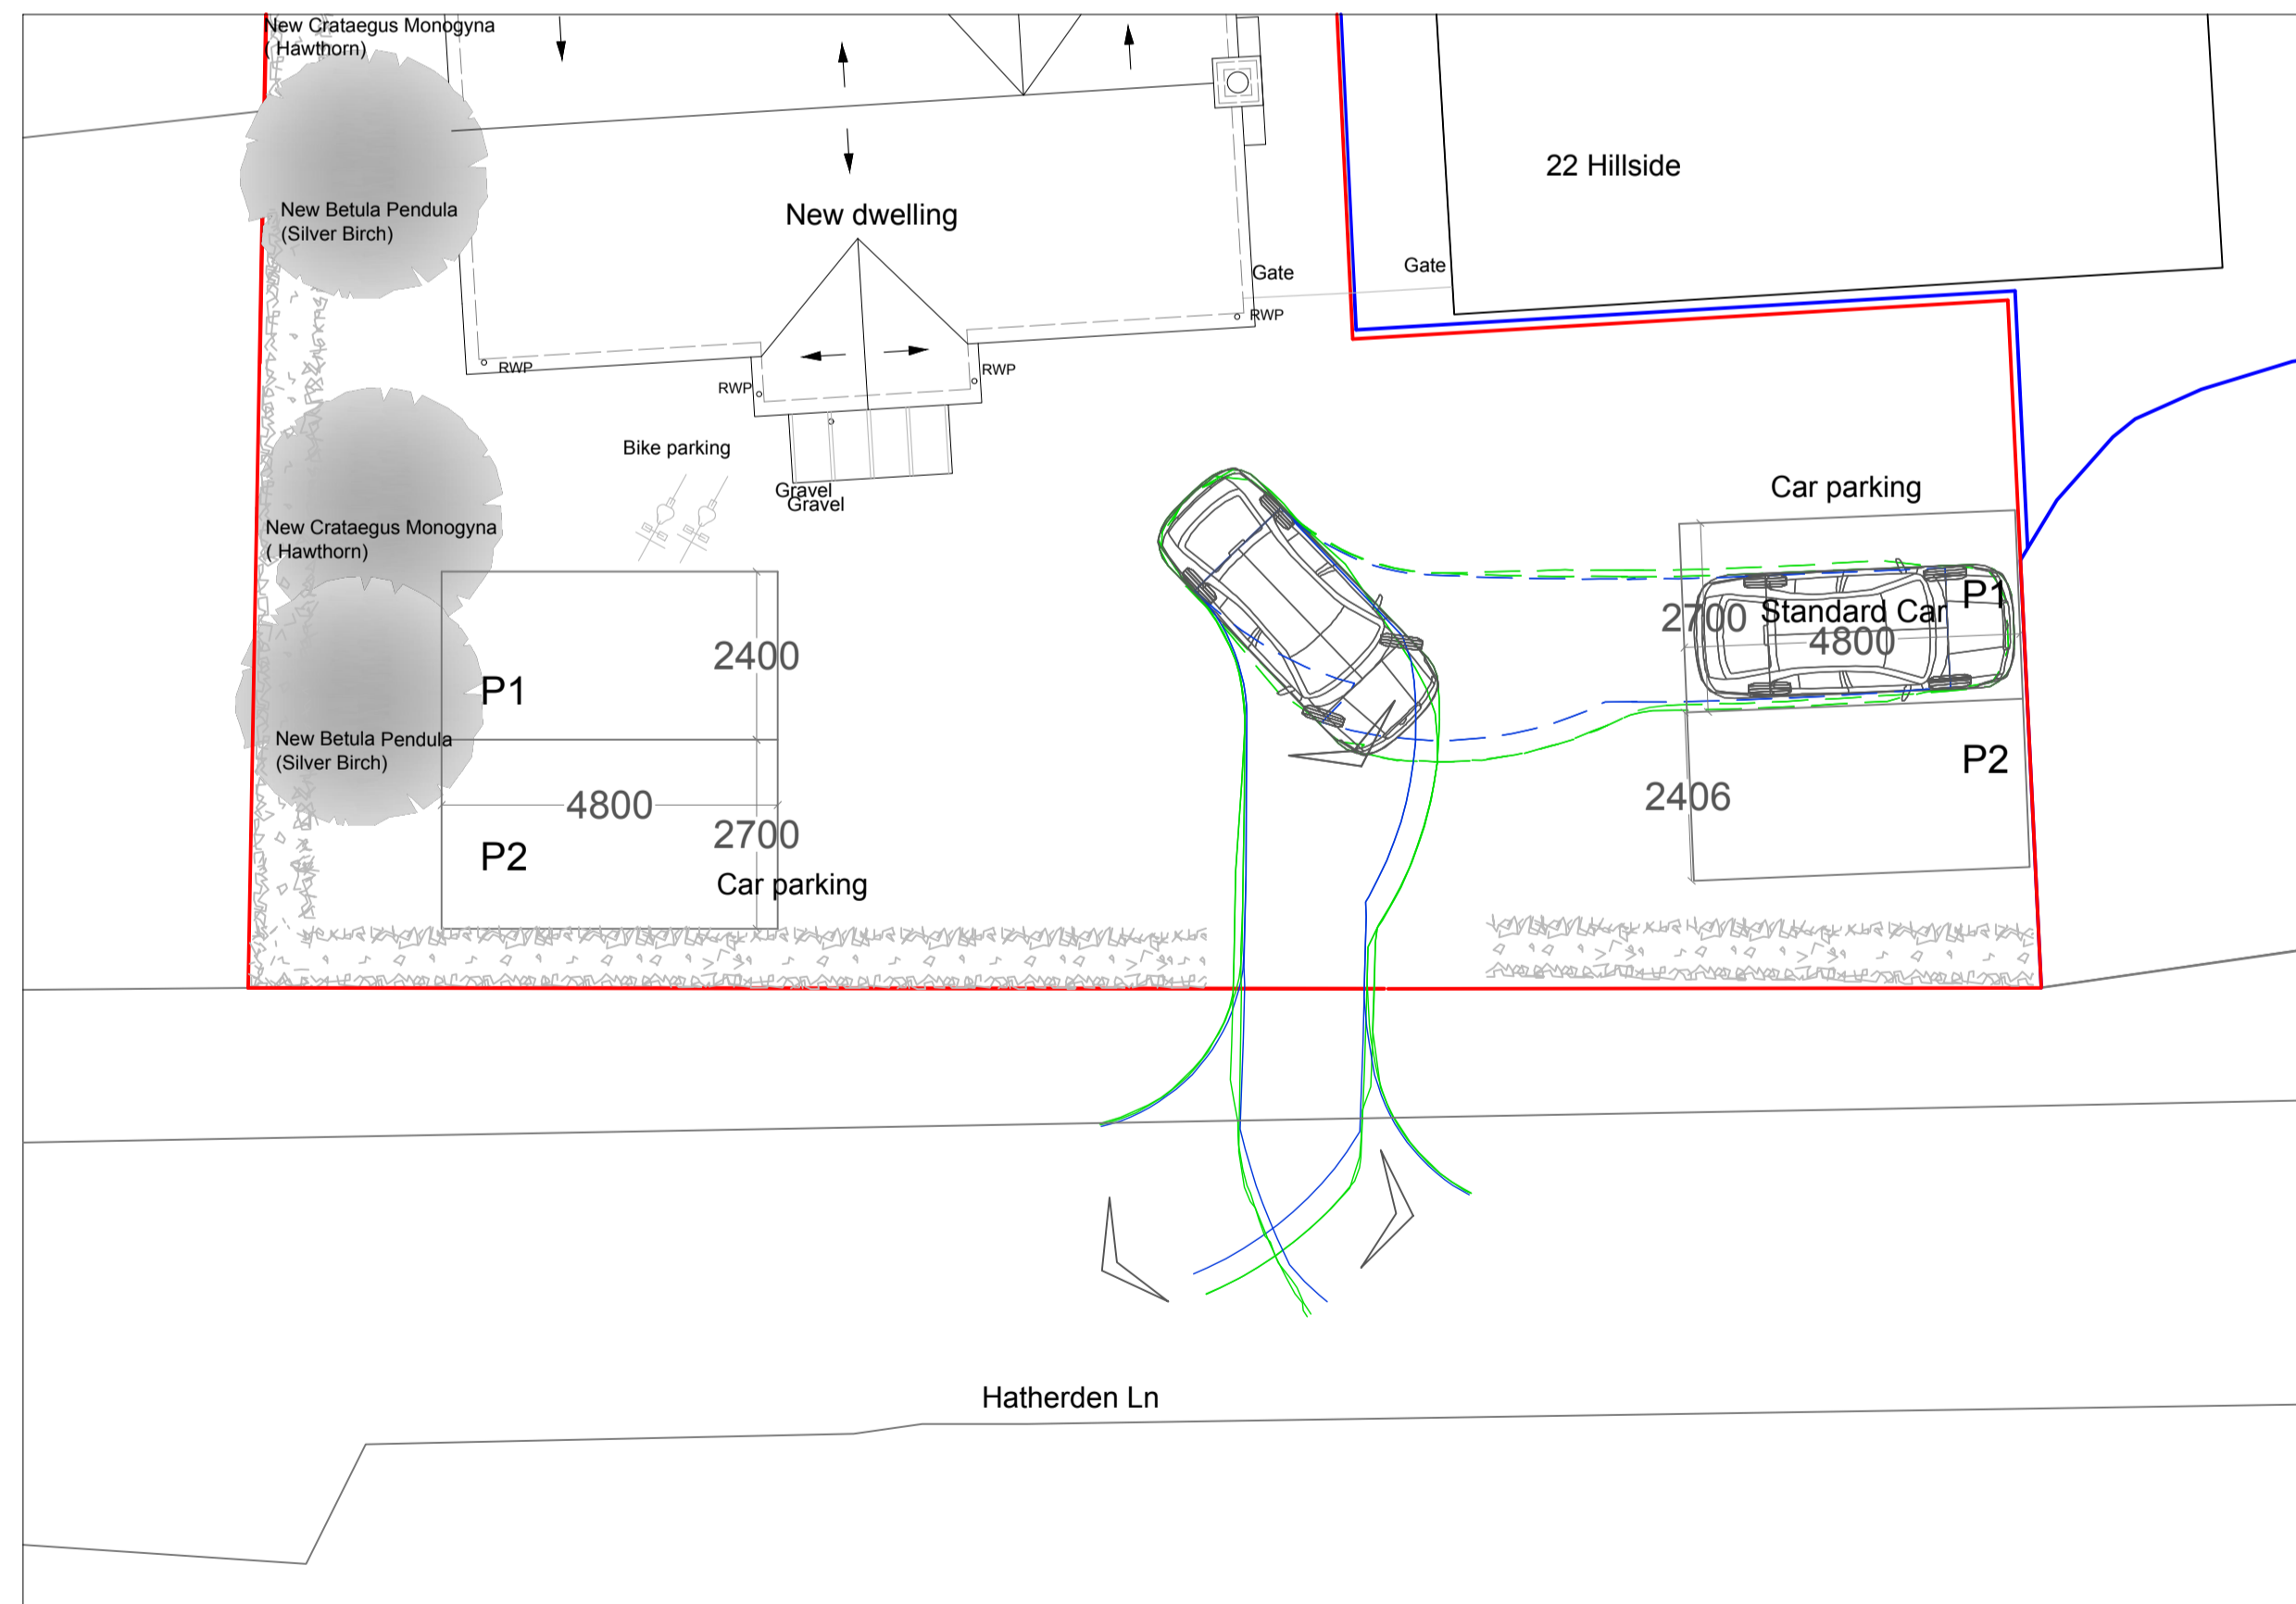 New Crataegus Monogyna
( Hawthorn)
22 Hillside
New Betula Pendula
(Silver Birch)
New dwelling
Gate
Gate
RWP
RWP
RWP
RWP
Bike parking
Gravel
Gravel
Car parking
New Crataegus Monogyna
( Hawthorn)
P1
Standard Car
2700
4800
2400
P1
New Betula Pendula
(Silver Birch)
P2
2406
4800
2700
P2
Car parking
Hatherden Ln